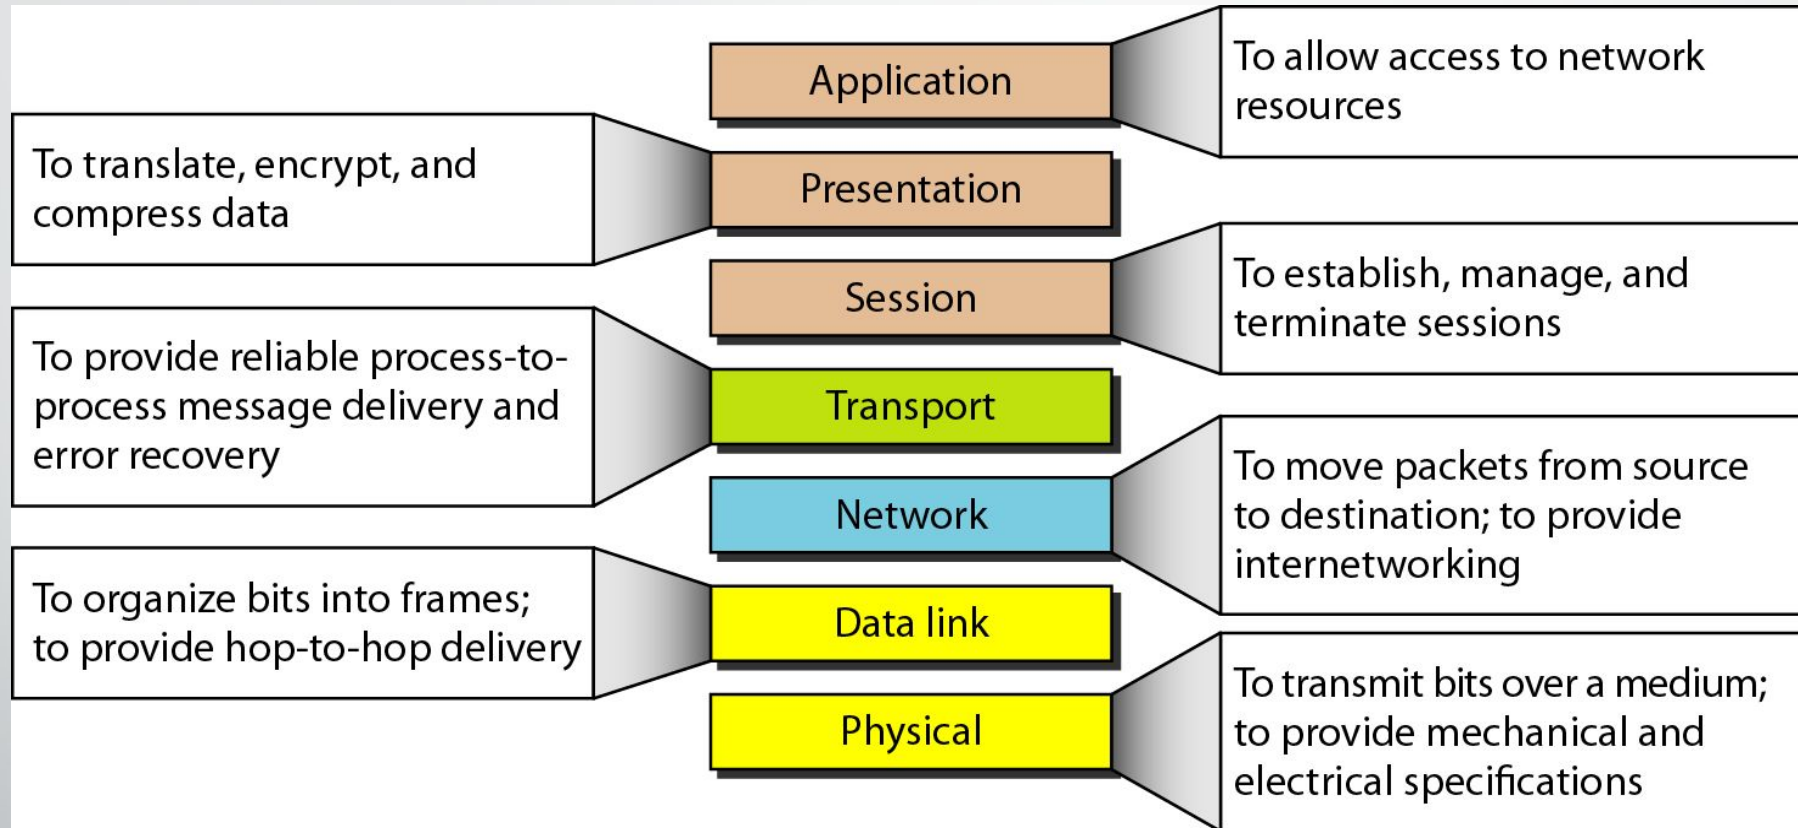 Application
To allow access to network
resources
To translate, encrypt, and
compress data
Presentation
Session
To establish, manage, and
terminate sessions
To provide reliable process-to-
process message delivery and
error recovery
Transport
Network
To move packets from source
to destination; to provide
internetworking
To organize bits into frames;
to provide hop-to-hop delivery
Data link
Physical
To transmit bits over a medium;
to provide mechanical and
electrical specifications